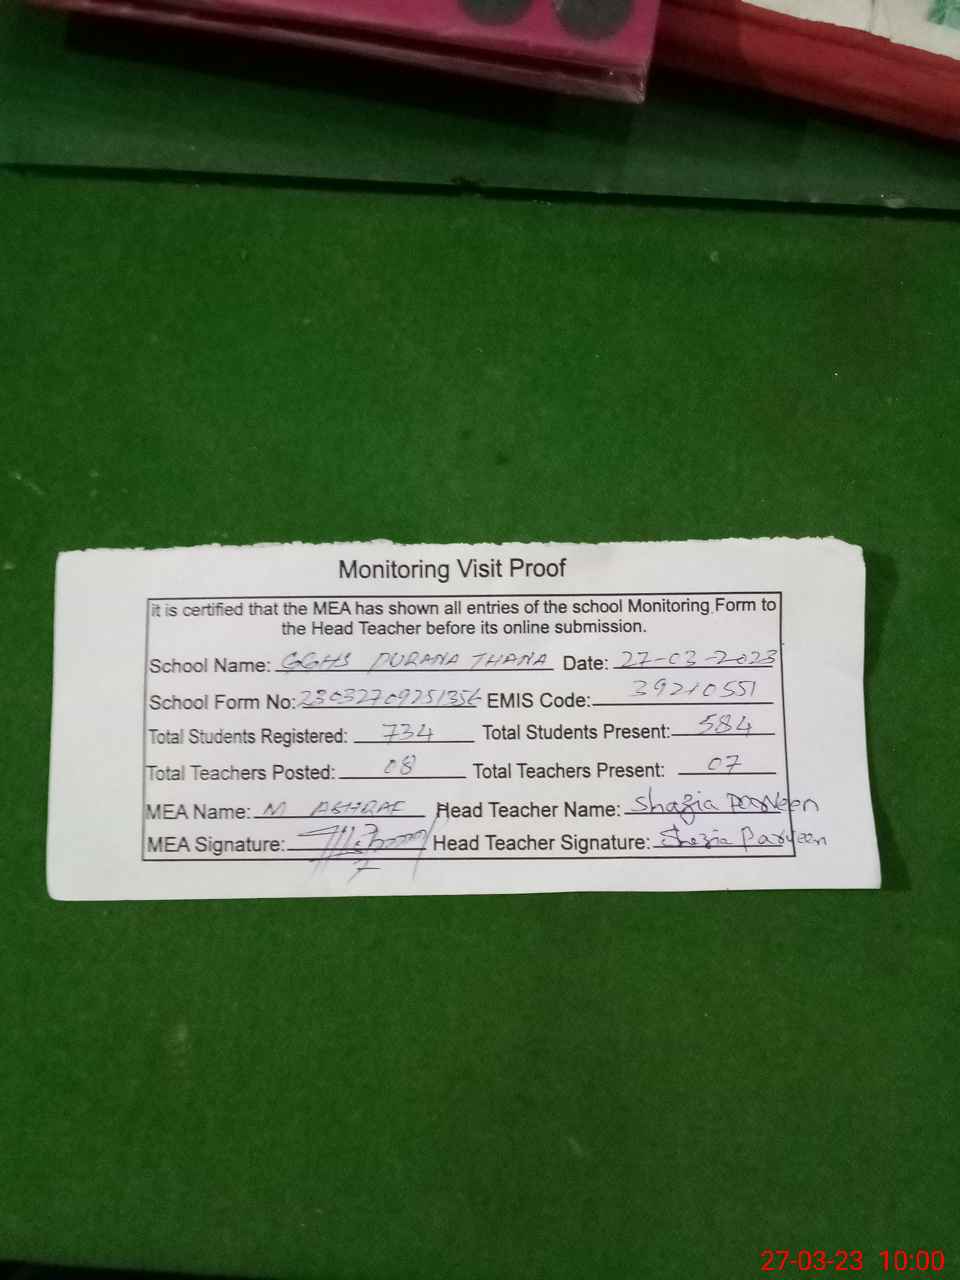 Monitoring Visit Proof
it is certified that the MEA has shown all entries of the school Monitoring Form to
the Head Teacher before its online submission.
School Name: GGHS PURANA THANA Date: 27-03-2023
School Form No: 23032709251356 EMIS Code: 39210551
Total Students Registered: 734 Total Students Present: 584
Total Teachers Posted: 08 Total Teachers Present: 07
MEA Name: M ASHRAF Head Teacher Name: Shazia Parveen
MEA Signature: Head Teacher Signature: Shazia Parveen
27-03-23 10:00